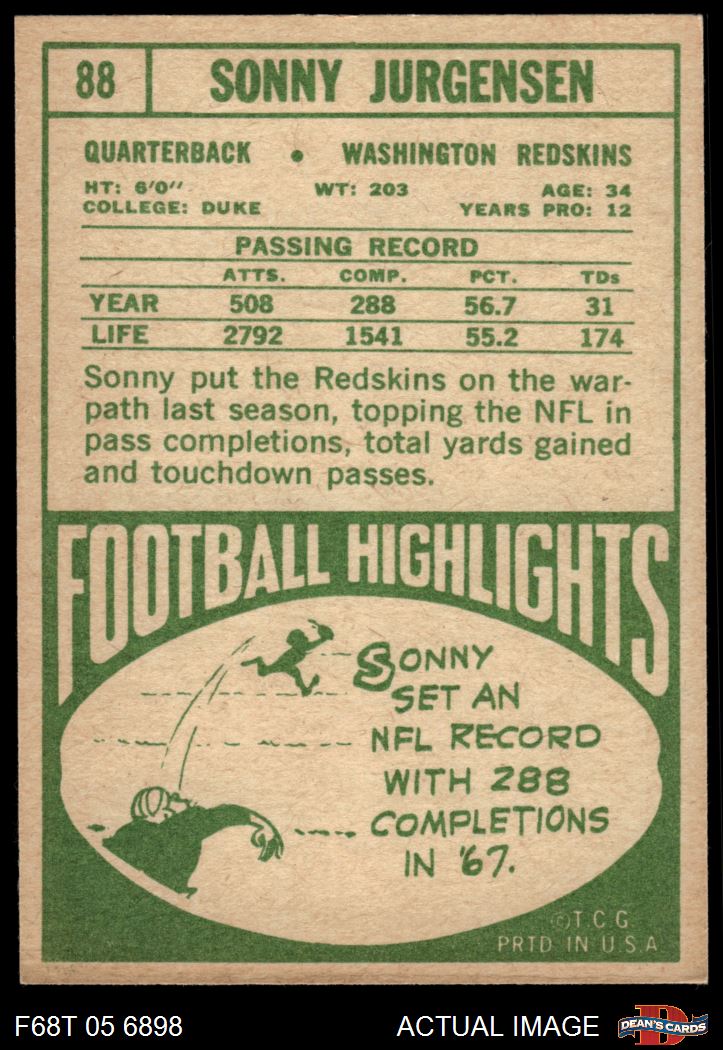 88 SONNY JURGENSEN
QUARTERBACK • WASHINGTON REDSKINS
HT: 6'0" WT: 203 AGE: 34
COLLEGE: DUKE YEARS PRO: 12
PASSING RECORD
ATTS. COMP. PCT. TDs
YEAR 508 288 56.7 31
LIFE 2792 1541 55.2 174
Sonny put the Redskins on the war-
path last season, topping the NFL in
pass completions, total yards gained
and touchdown passes.
FOOTBALL HIGHLIGHTS
SONNY
SET AN
NFL RECORD
WITH 288
COMPLETIONS
IN '67.
©T.C.G.
PRTD IN U.S.A
F68T 05 6898 ACTUAL IMAGE D DEAN'S CARDS